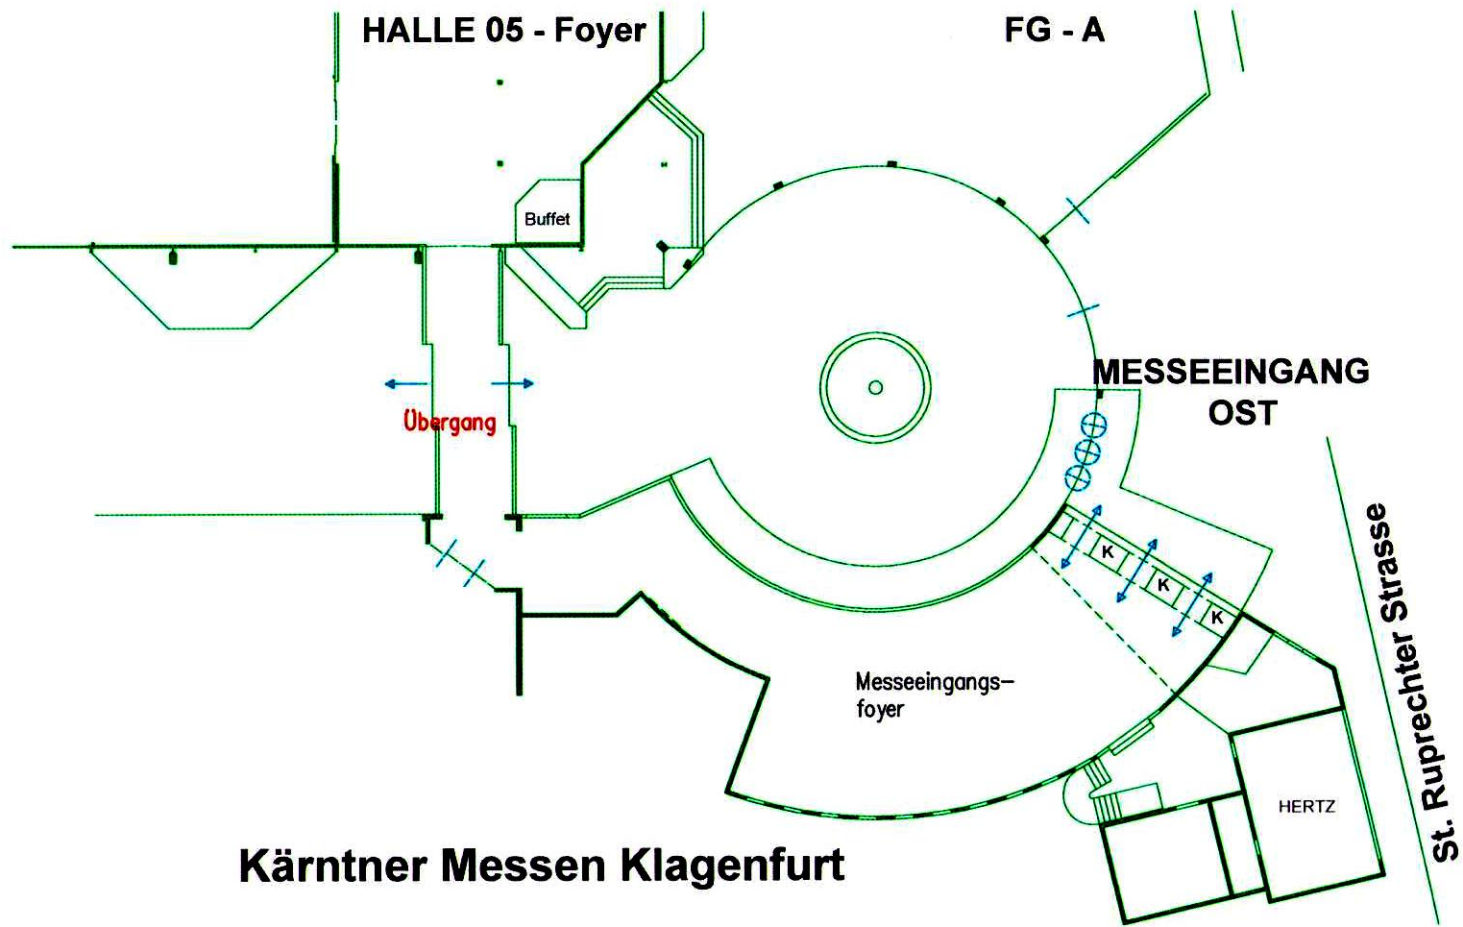 HALLE 05 - Foyer
FG - A
Buffet
MESSEEINGANG
OST
Übergang
K
K
K
St. Ruprechter Strasse
Messeeingangs-
foyer
HERTZ
Kärntner Messen Klagenfurt